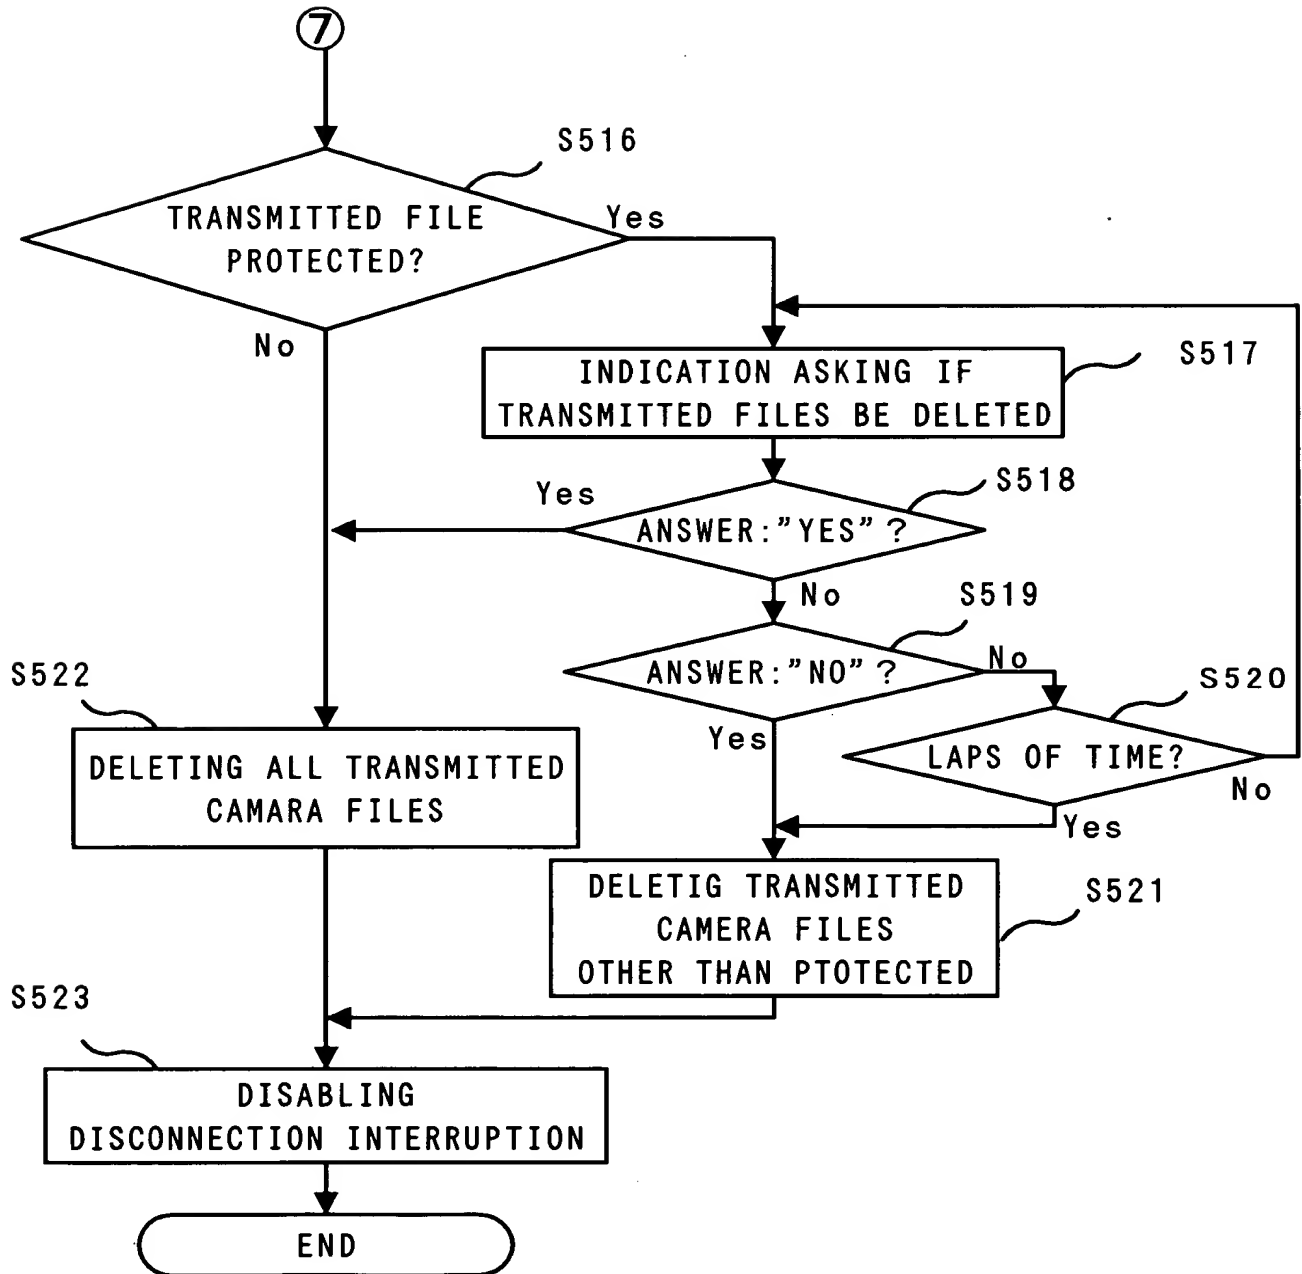 7
S516
TRANSMITTED FILE
PROTECTED?
Yes
No
S517
INDICATION ASKING IF
TRANSMITTED FILES BE DELETED
S518
Yes
ANSWER:"YES"?
No
S519
ANSWER:"NO"?
No
S520
Yes
LAPS OF TIME?
No
Yes
S522
DELETING ALL TRANSMITTED
CAMARA FILES
DELETIG TRANSMITTED
CAMERA FILES
OTHER THAN PTOTECTED
S521
S523
DISABLING
DISCONNECTION INTERRUPTION
END